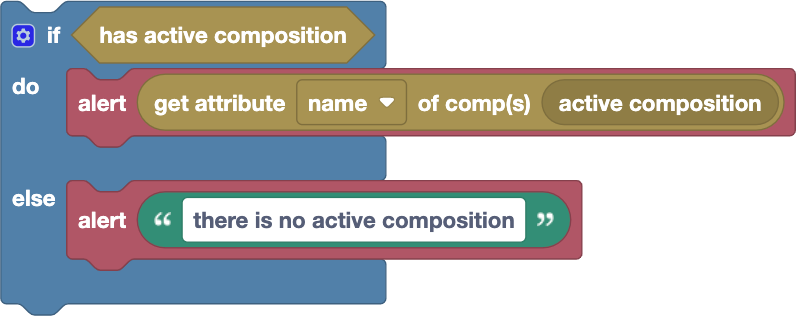 if has active composition
do alert get attribute name of comp(s) active composition
else alert “ there is no active composition ”